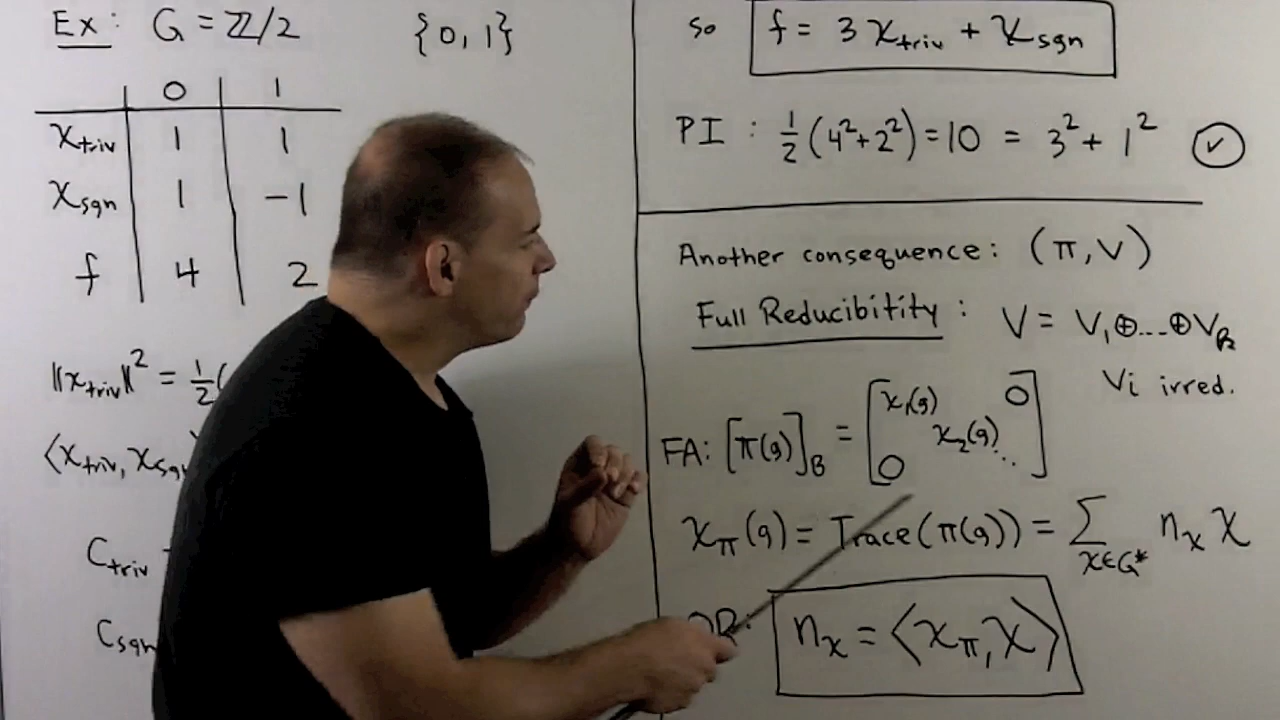 Ex: G = ℤ/2 {0, 1}
0 1
χtriv 1 1
χsgn 1 -1
f 4 2
‖χtriv‖² = ½(
⟨χtriv, χsgn
Ctriv
Csgn
so f = 3 χtriv + χsgn
PI: ½(4²+2²) = 10 = 3² + 1² ✓
Another consequence: (π, V)
Full Reducibitity: V = V₁⊕...⊕Vk
Vi irred.
FA: [π(g)]B = [χ₁(g) 0
χ₂(g)
0 ⋱]
χπ(g) = Trace(π(g)) = Σχ∈G* nχ χ
OR: nχ = ⟨χπ, χ⟩